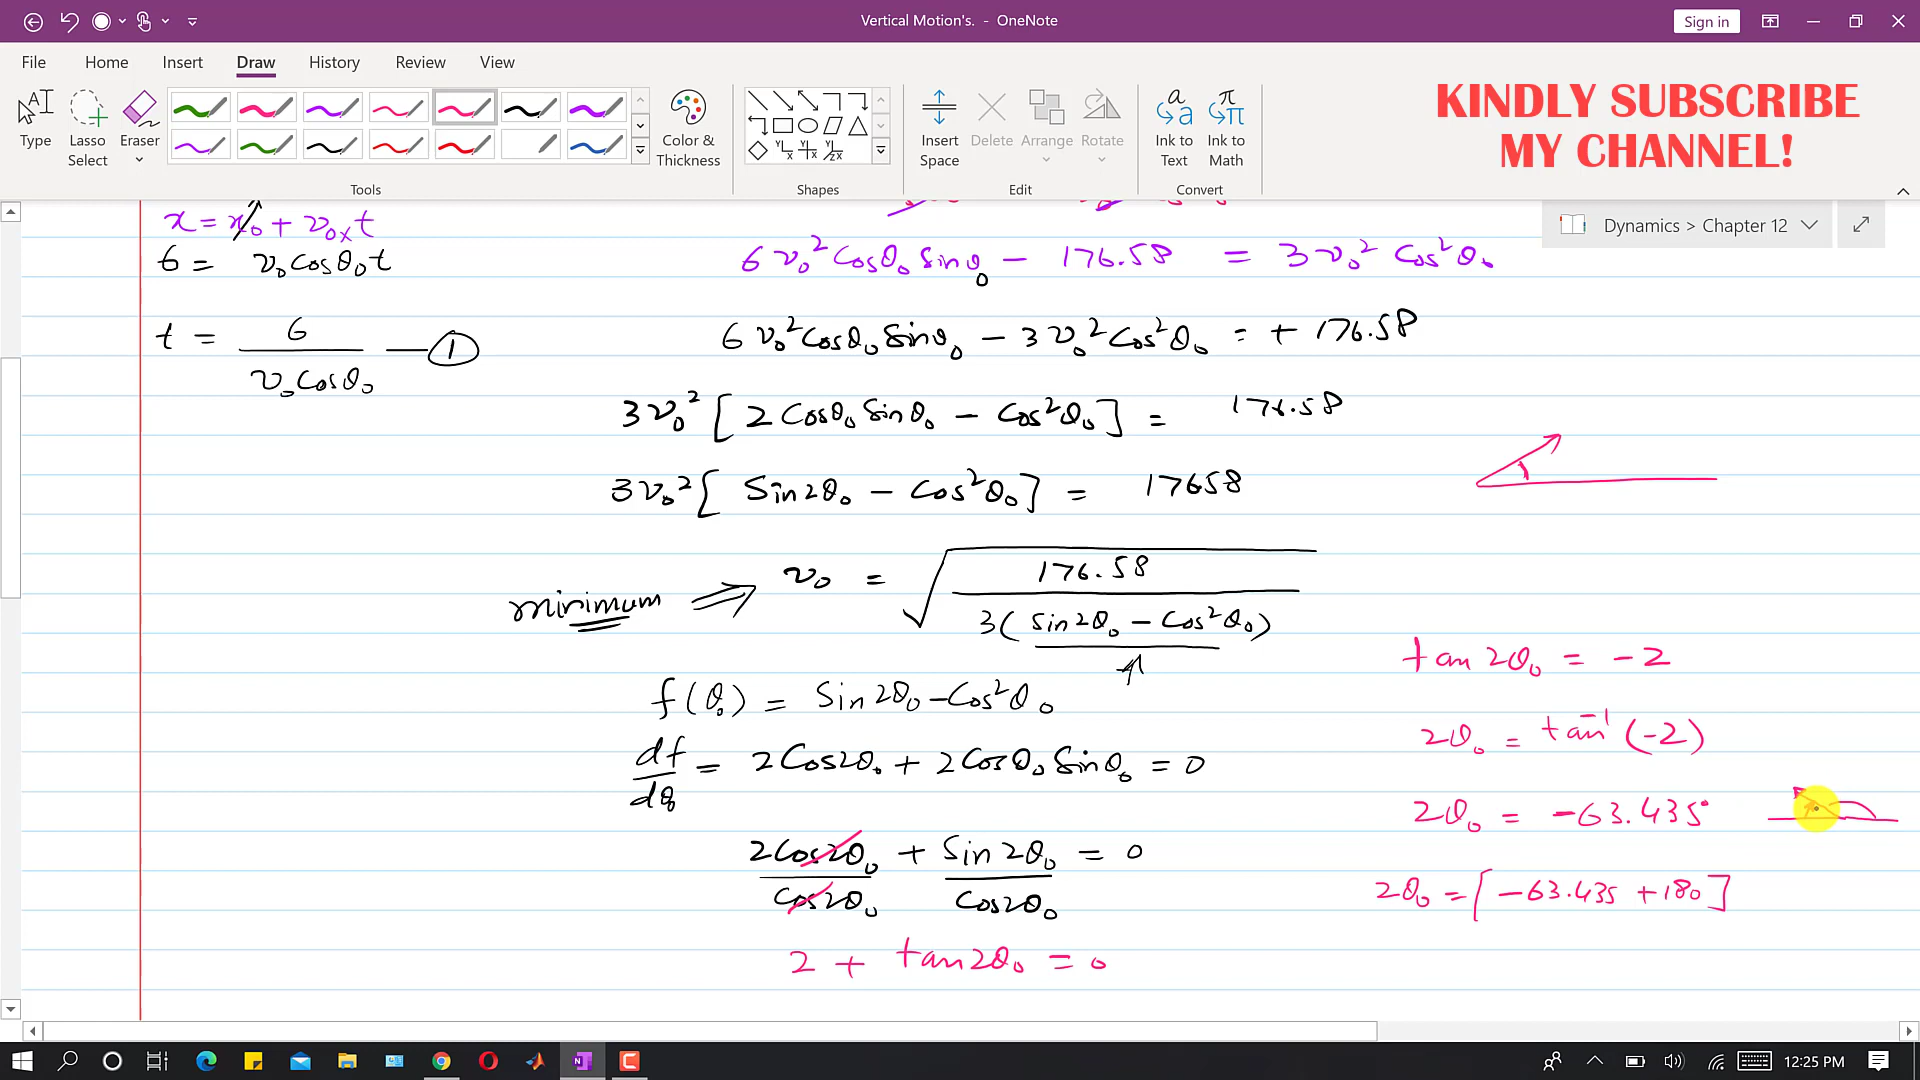 Vertical Motion's. - OneNote
Sign in
File Home Insert Draw History Review View
KINDLY SUBSCRIBE
MY CHANNEL!
Type
Lasso
Select
Eraser
Color &
Thickness
Insert
Space
Delete
Arrange
Rotate
Ink to
Text
Ink to
Math
Tools
Shapes
Edit
Convert
Dynamics > Chapter 12
x = x₀ + v₀ₓt
6 = v₀cosθ₀t
t = 6 / v₀cosθ₀ — ①
6v₀²cosθ₀ sinθ₀ - 176.58 = 3v₀² cos²θ₀
6v₀²cosθ₀ sinθ₀ - 3v₀²cos²θ₀ = + 176.58
3v₀² [2cosθ₀ sinθ₀ - cos²θ₀] = 176.58
3v₀² [sin2θ₀ - cos²θ₀] = 17658
minimum ⇒ v₀ = √(176.58 / 3(sin2θ₀ - cos²θ₀))
f(θ₀) = sin2θ₀ - cos²θ₀
df/dθ = 2cos2θ₀ + 2cosθ₀ sinθ₀ = 0
2cos2θ₀/cos2θ₀ + sin2θ₀/cos2θ₀ = 0
2 + tan2θ₀ = 0
tan 2θ₀ = -2
2θ₀ = tan⁻¹(-2)
2θ₀ = -63.435°
2θ₀ = [-63.435 + 180]
12:25 PM